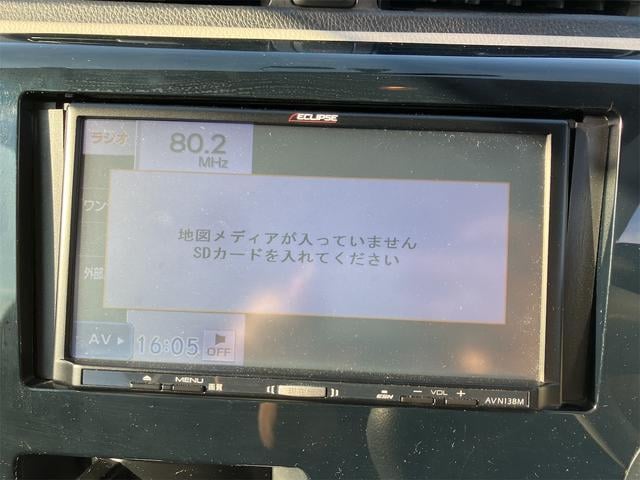 ECLIPSE
ラジオ
80.2
MHz
ワン
地図メディアが入っていません
SDカードを入れてください
外部
AV
16:05
OFF
MENU
ESN
− VOL +
AVN138M